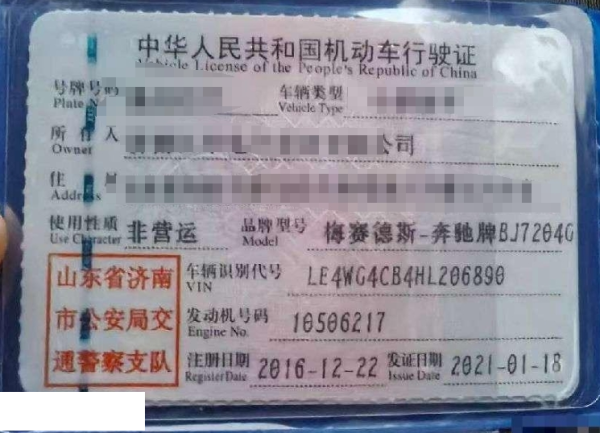 中华人民共和国机动车行驶证
Vehicle License of the People's Republic of China
号牌号码 车辆类型
Plate No. Vehicle Type
所有人 公司
Owner
住
Address
使用性质 非营运 品牌型号 梅赛德斯-奔驰牌BJ7204G
Use Character Model
山东省济南 车辆识别代号 LE4WG4CB4HL206890
VIN
市公安局交 发动机号码 10506217
Engine No.
通警察支队 注册日期 2016-12-22 发证日期 2021-01-18
Register Date Issue Date